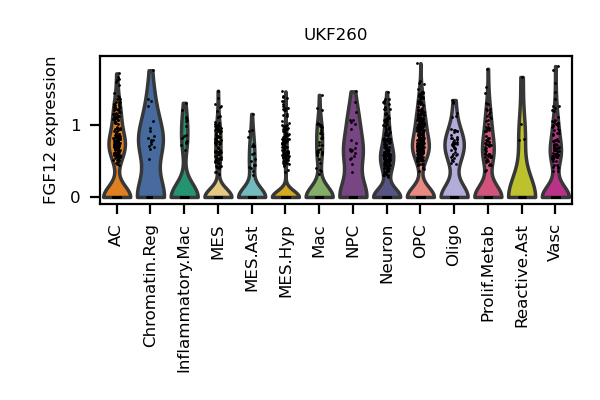 UKF260
FGF12 expression
1
0
AC
Chromatin.Reg
Inflammatory.Mac
MES
MES.Ast
MES.Hyp
Mac
NPC
Neuron
OPC
Oligo
Prolif.Metab
Reactive.Ast
Vasc